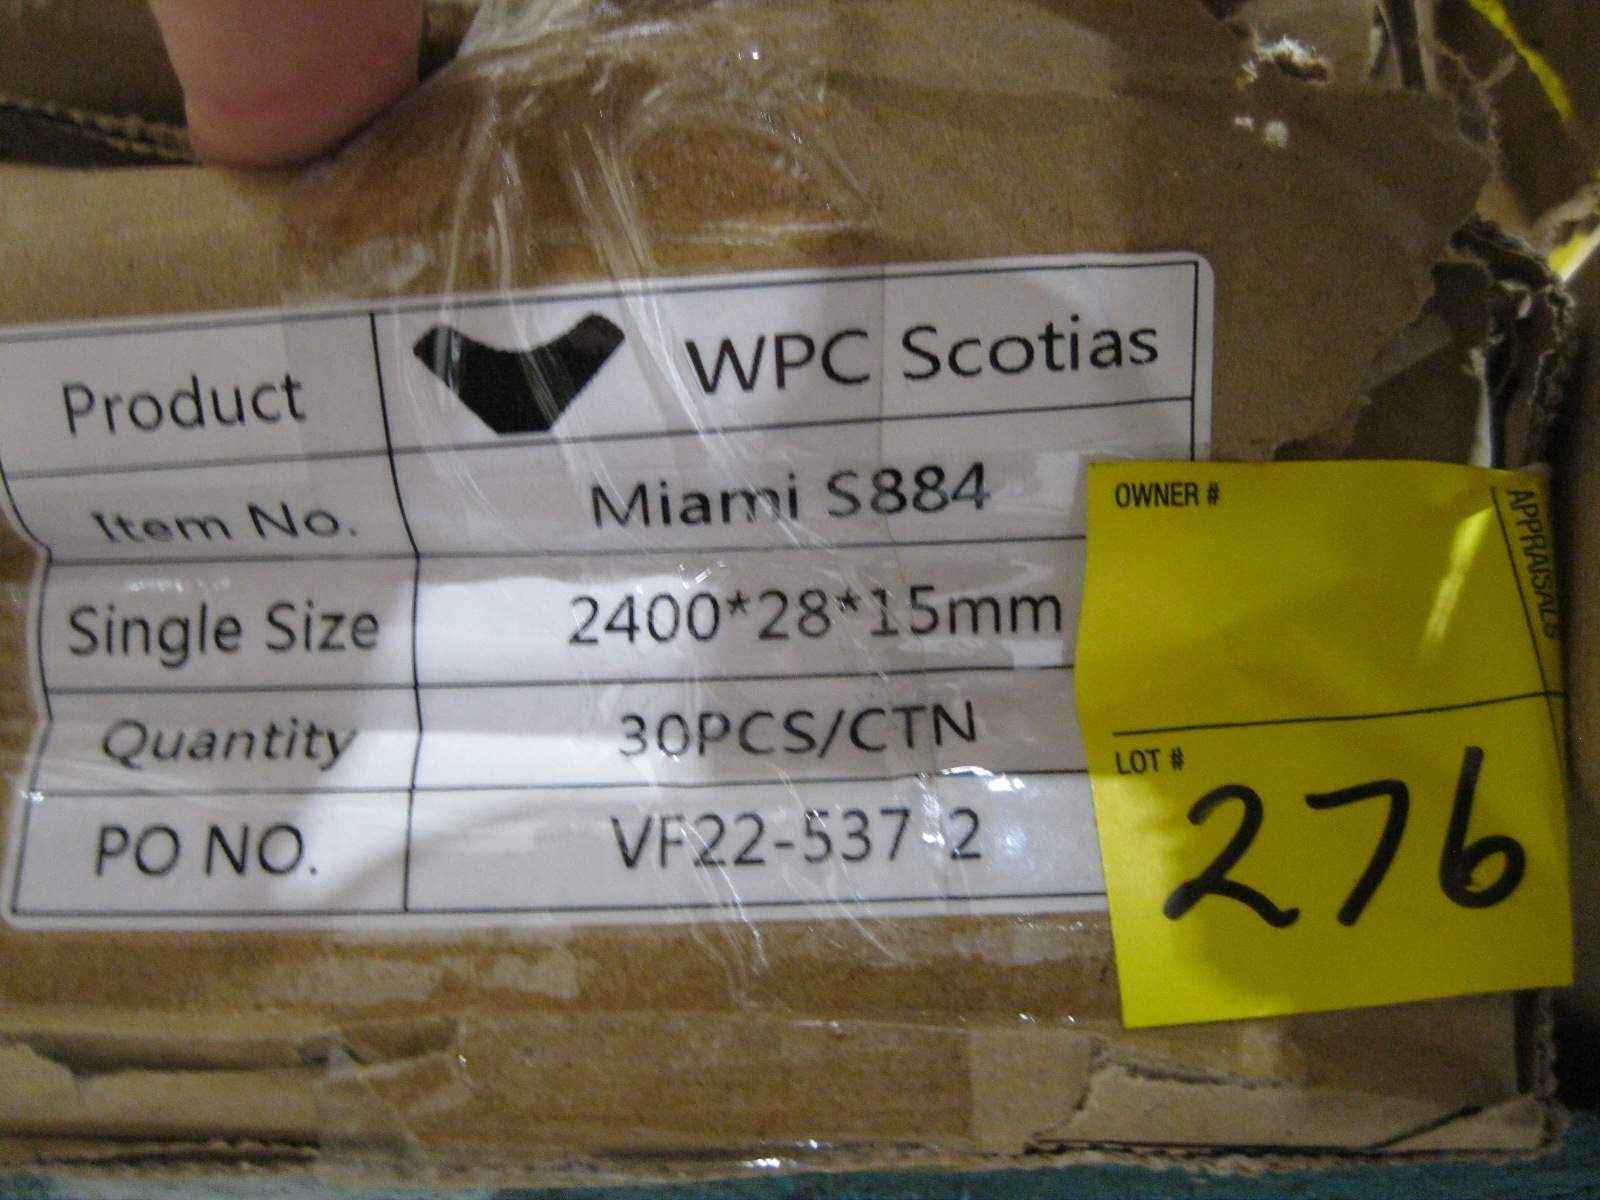 Product WPC Scotias
Item No. Miami S884
Single Size 2400*28*15mm
Quantity 30PCS/CTN
PO NO. VF22-537 2
OWNER #
APPRAISALS
LOT #
276